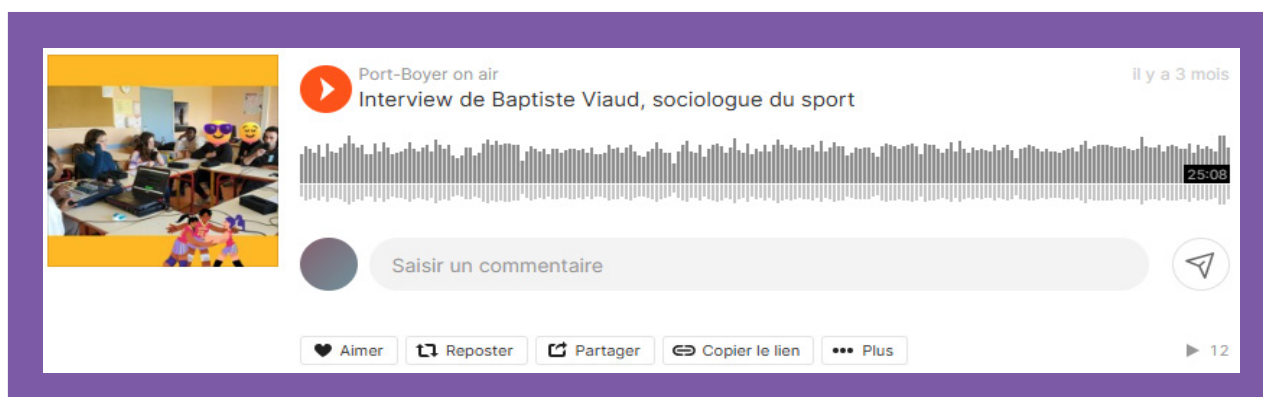 Port-Boyer on air
il y a 3 mois
Interview de Baptiste Viaud, sociologue du sport
25:08
Saisir un commentaire
Aimer
Reposter
Partager
Copier le lien
Plus
12